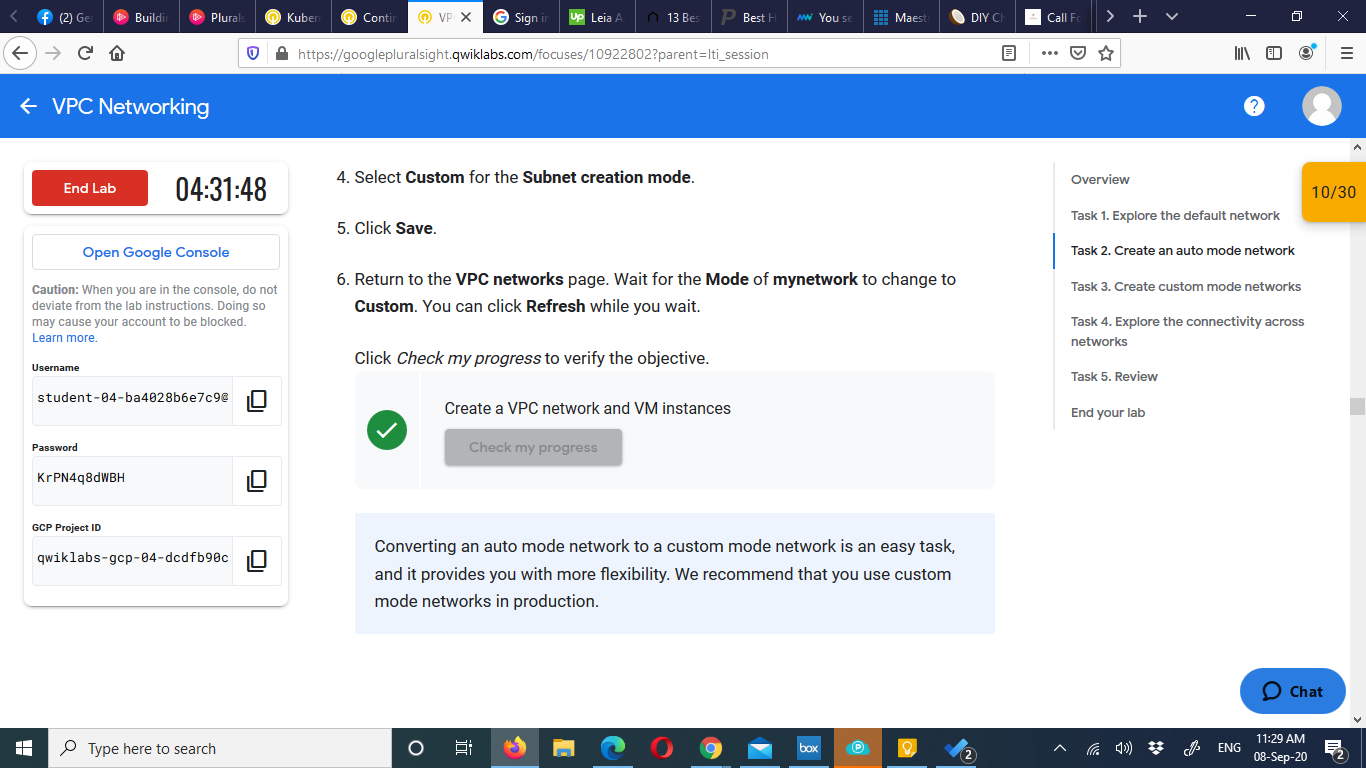 (2) Ge
Buildin
Plurals
Kuber
Contin
VP
Sign in
Leia A
13 Bes
Best H
You se
Maest
DIY Ch
Call Fo
https://googlepluralsight.qwiklabs.com/focuses/10922802?parent=lti_session
VPC Networking
End Lab
04:31:48
Open Google Console
Caution: When you are in the console, do not
deviate from the lab instructions. Doing so
may cause your account to be blocked.
Learn more.
Username
student-04-ba4028b6e7c9@
Password
KrPN4q8dWBH
GCP Project ID
qwiklabs-gcp-04-dcdfb90c
4. Select Custom for the Subnet creation mode.
5. Click Save.
6. Return to the VPC networks page. Wait for the Mode of mynetwork to change to
Custom. You can click Refresh while you wait.
Click Check my progress to verify the objective.
Create a VPC network and VM instances
Check my progress
Converting an auto mode network to a custom mode network is an easy task,
and it provides you with more flexibility. We recommend that you use custom
mode networks in production.
Overview
Task 1. Explore the default network
Task 2. Create an auto mode network
Task 3. Create custom mode networks
Task 4. Explore the connectivity across
networks
Task 5. Review
End your lab
10/30
Chat
Type here to search
box
2
ENG
11:29 AM
08-Sep-20
2